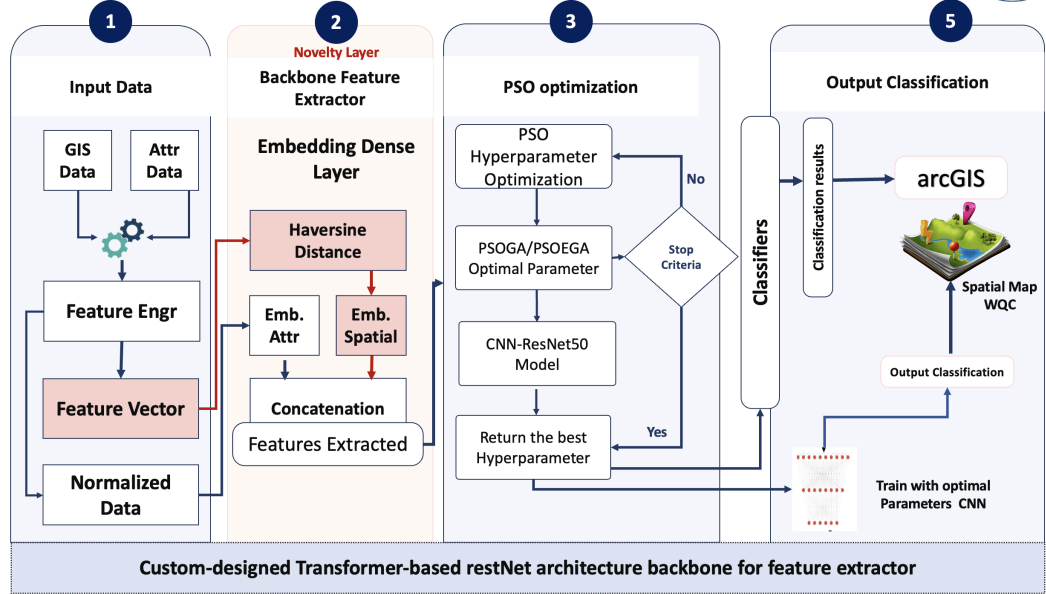 1
Input Data
GIS
Data
Attr
Data
Feature Engr
Feature Vector
Normalized
Data
2
Novelty Layer
Backbone Feature
Extractor
Embedding Dense
Layer
Haversine
Distance
Emb.
Attr
Emb.
Spatial
Concatenation
Features Extracted
3
PSO optimization
PSO
Hyperparameter
Optimization
PSOGA/PSOEGA
Optimal Parameter
CNN-ResNet50
Model
Return the best
Hyperparameter
No
Stop
Criteria
Yes
Classifiers
5
Output Classification
Classification results
arcGIS
Spatial Map
WQC
Output Classification
Train with optimal
Parameters CNN
Custom-designed Transformer-based restNet architecture backbone for feature extractor